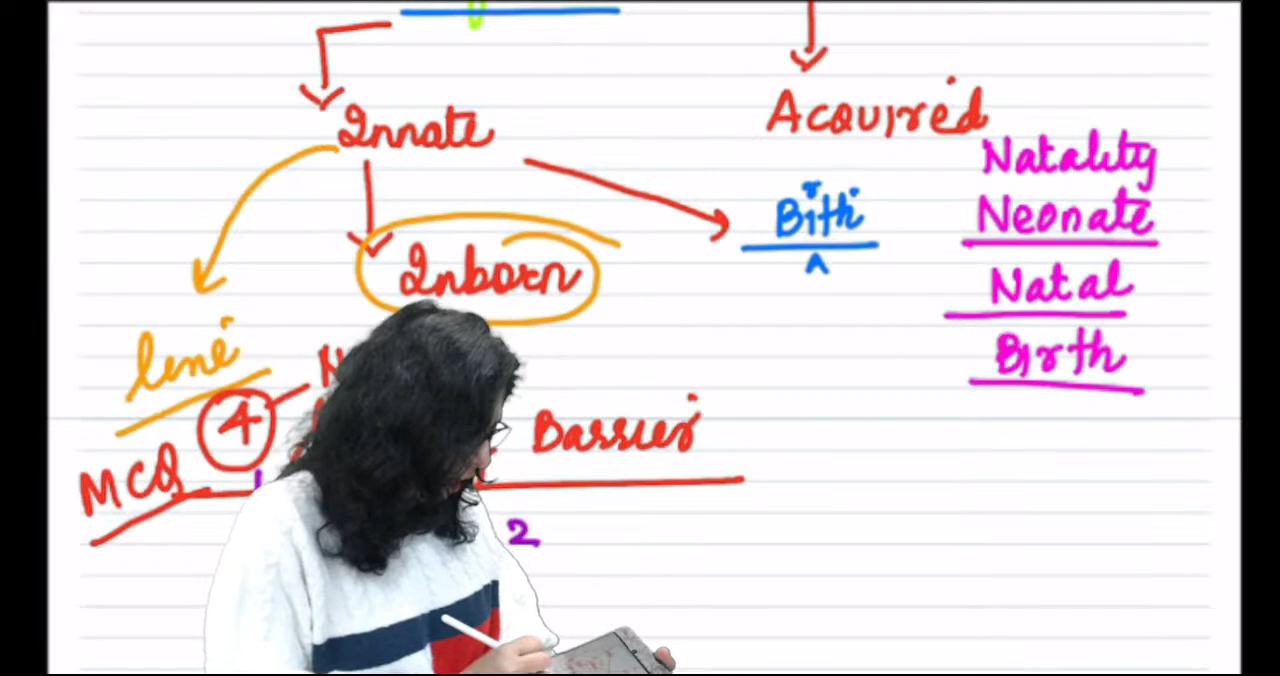 Innate
Acquired
Natality
Birth
Neonate
Inborn
Natal
Birth
line
4
Barrier
MCQ
2